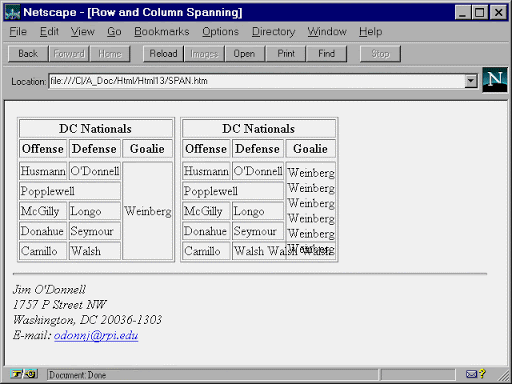 Netscape - [Row and Column Spanning]
File Edit View Go Bookmarks Options Directory Window Help
Back Forward Home Reload Images Open Print Find Stop
Location: file:///C|/A_Doc/Html/Html13/SPAN.htm
N
DC Nationals DC Nationals
Offense Defense Goalie Offense Defense Goalie
Husmann O'Donnell Husmann O'Donnell Weinberg
Popplewell Popplewell Weinberg
Weinberg
McGilly Longo Weinberg McGilly Longo Weinberg
Donahue Seymour Donahue Seymour Weinberg
Camillo Walsh Camillo Walsh Walsh Walsh Weinberg
Jim O'Donnell
1757 P Street NW
Washington, DC 20036-1303
E-mail: odonnj@rpi.edu
Document: Done